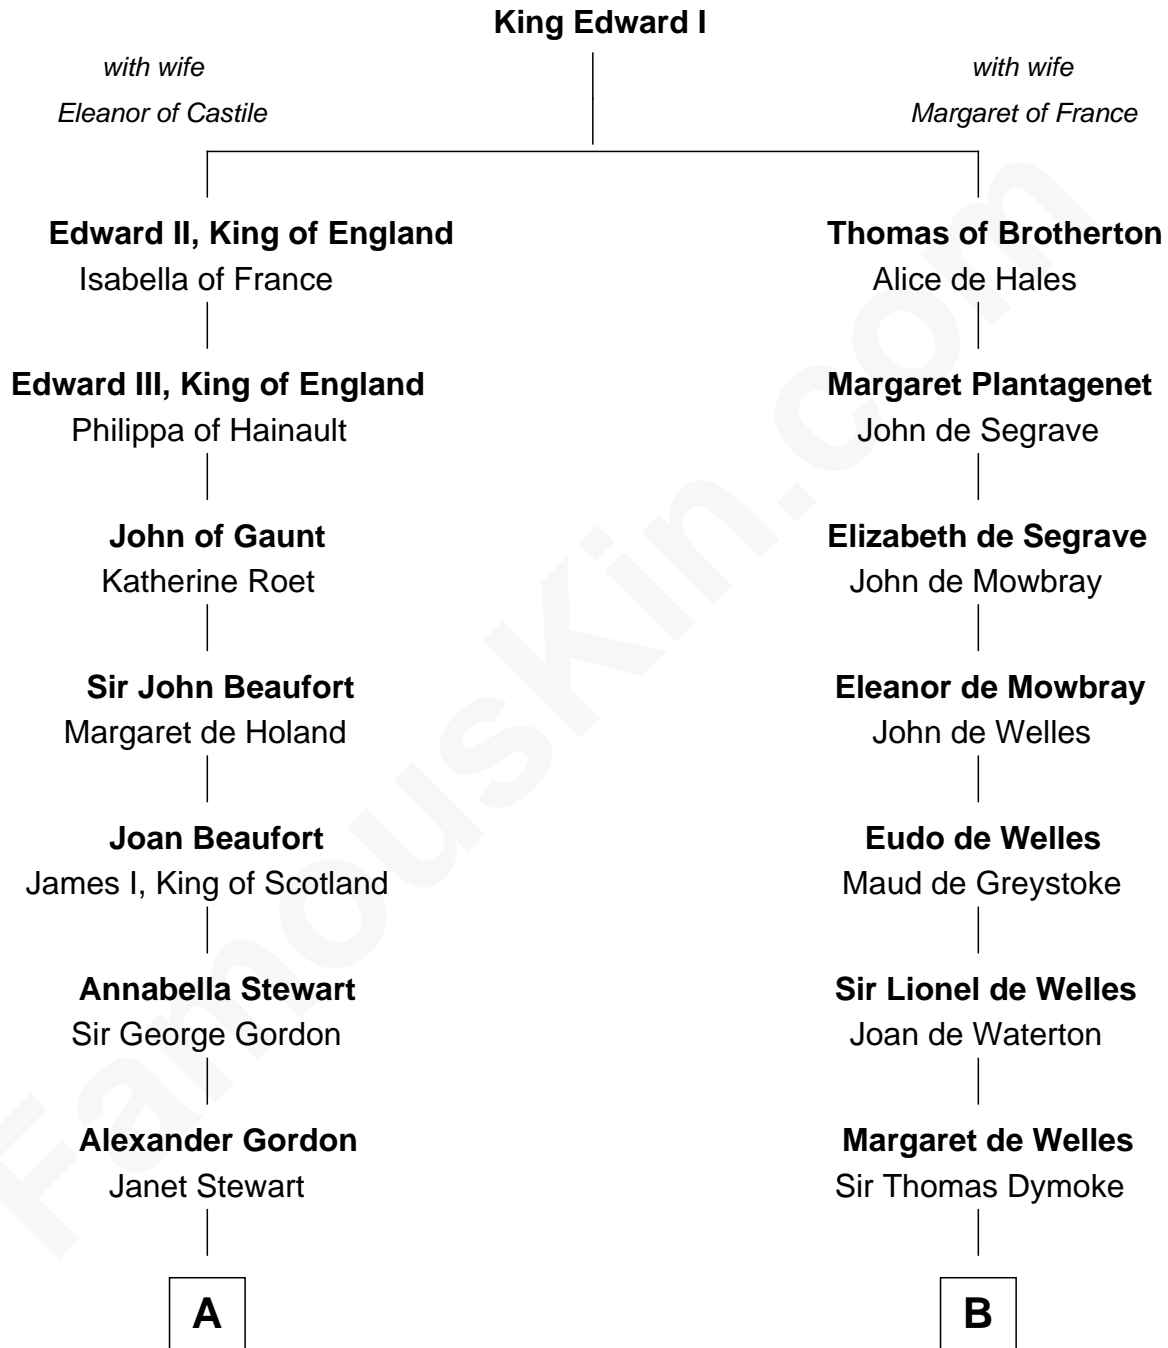 King Edward I
with wife
Eleanor of Castile
with wife
Margaret of France
Edward II, King of England
Isabella of France
Thomas of Brotherton
Alice de Hales
Edward III, King of England
Philippa of Hainault
Margaret Plantagenet
John de Segrave
John of Gaunt
Katherine Roet
Elizabeth de Segrave
John de Mowbray
Sir John Beaufort
Margaret de Holand
Eleanor de Mowbray
John de Welles
Joan Beaufort
James I, King of Scotland
Eudo de Welles
Maud de Greystoke
Annabella Stewart
Sir George Gordon
Sir Lionel de Welles
Joan de Waterton
Alexander Gordon
Janet Stewart
Margaret de Welles
Sir Thomas Dymoke
A
B
FamousKin.com